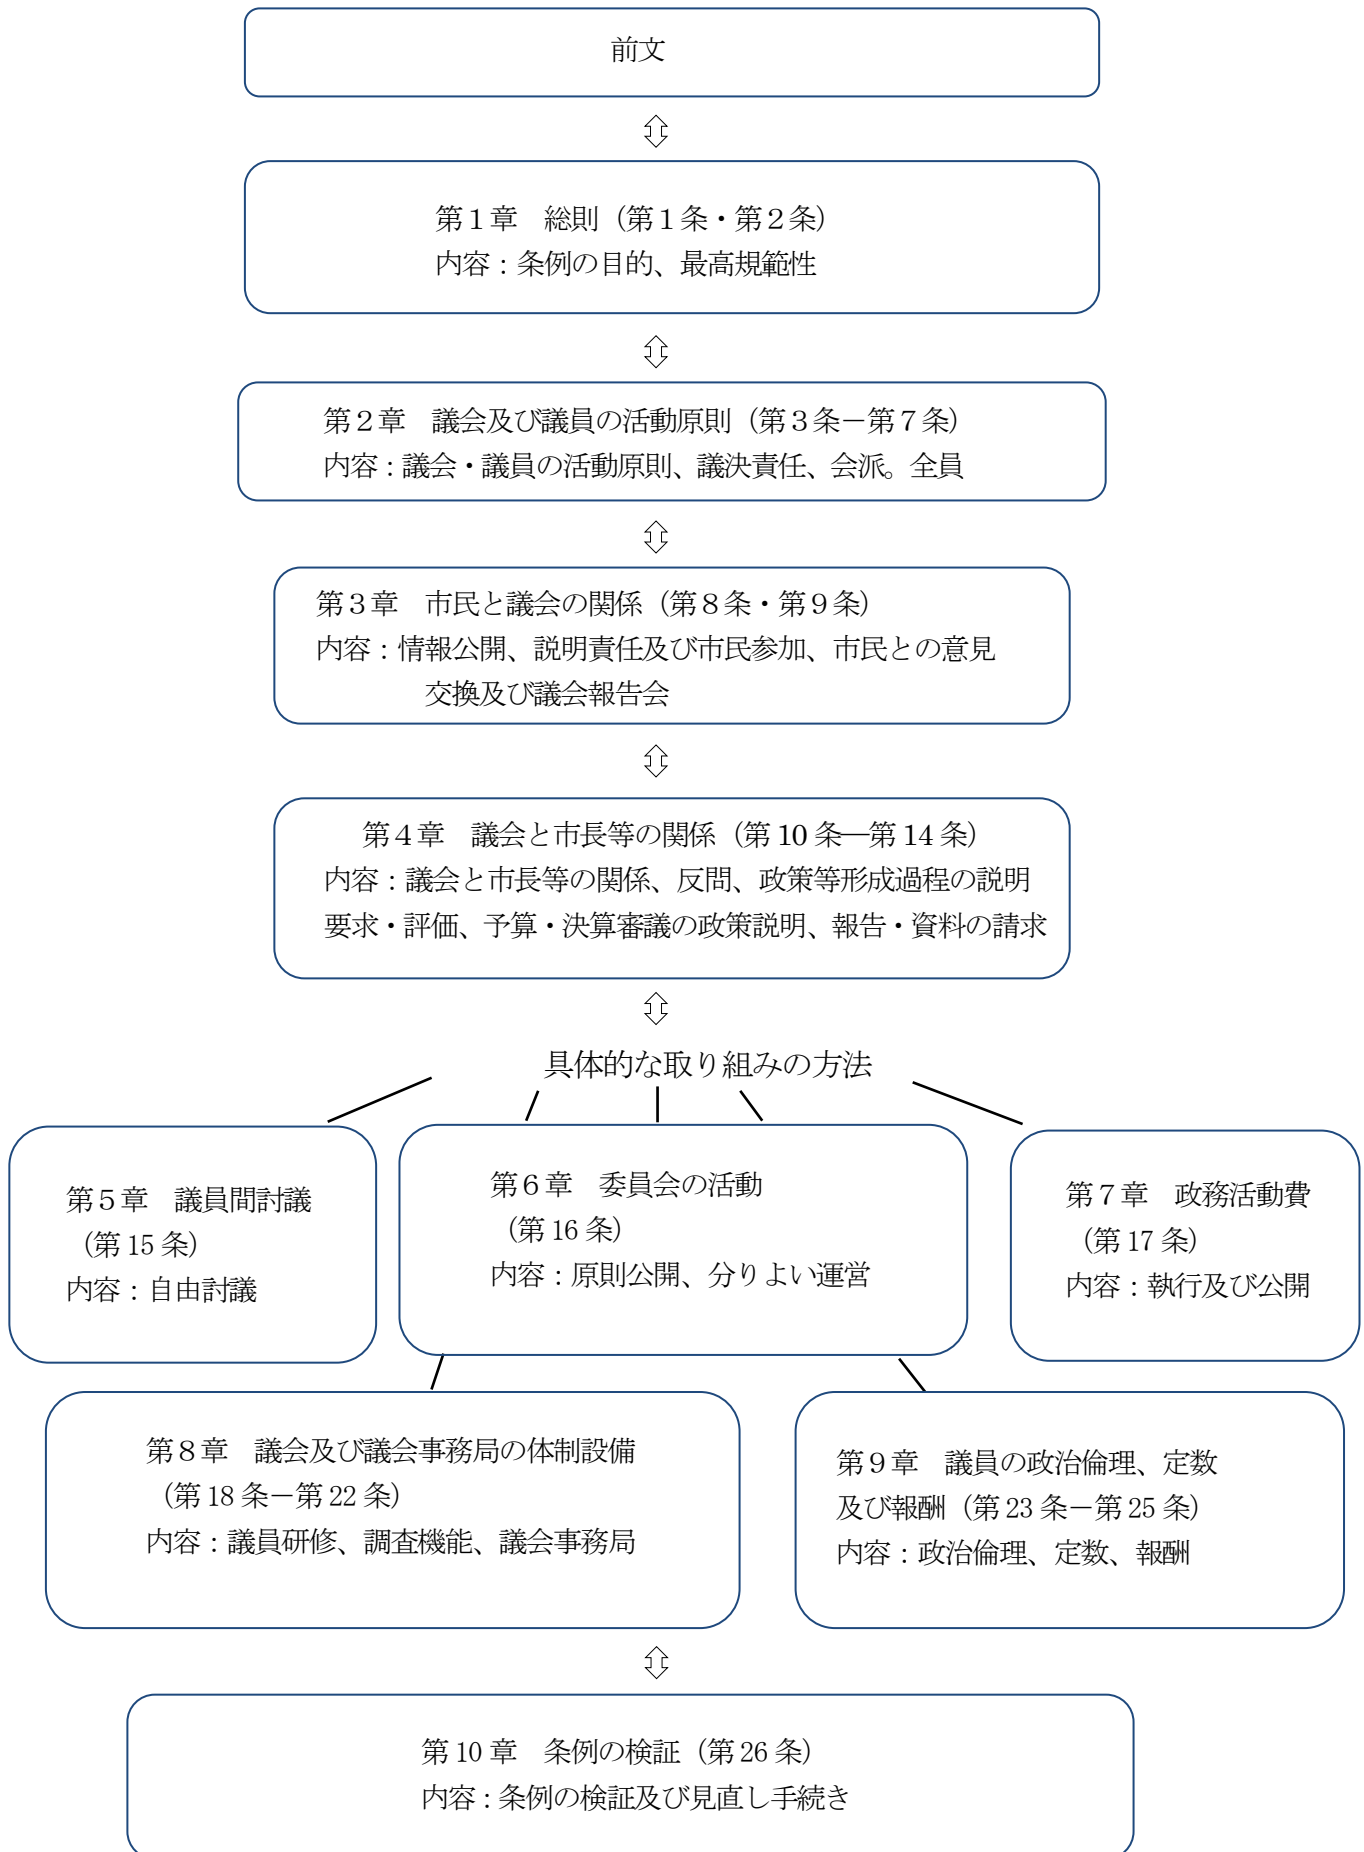 前文
第１章　総則（第１条・第２条）
内容：条例の目的、最高規範性
第２章　議会及び議員の活動原則（第３条－第７条）
内容：議会・議員の活動原則、議決責任、会派。全員
第３章　市民と議会の関係（第８条・第９条）
内容：情報公開、説明責任及び市民参加、市民との意見
交換及び議会報告会
第４章　議会と市長等の関係（第 10 条―第 14 条）
内容：議会と市長等の関係、反問、政策等形成過程の説明
要求・評価、予算・決算審議の政策説明、報告・資料の請求
具体的な取り組みの方法
第５章　議員間討議
（第 15 条）
内容：自由討議
第６章　委員会の活動
（第 16 条）
内容：原則公開、分りよい運営
第７章　政務活動費
（第 17 条）
内容：執行及び公開
第８章　議会及び議会事務局の体制設備
（第 18 条－第 22 条）
内容：議員研修、調査機能、議会事務局
第９章　議員の政治倫理、定数
及び報酬（第 23 条－第 25 条）
内容：政治倫理、定数、報酬
第 10 章　条例の検証（第 26 条）
内容：条例の検証及び見直し手続き